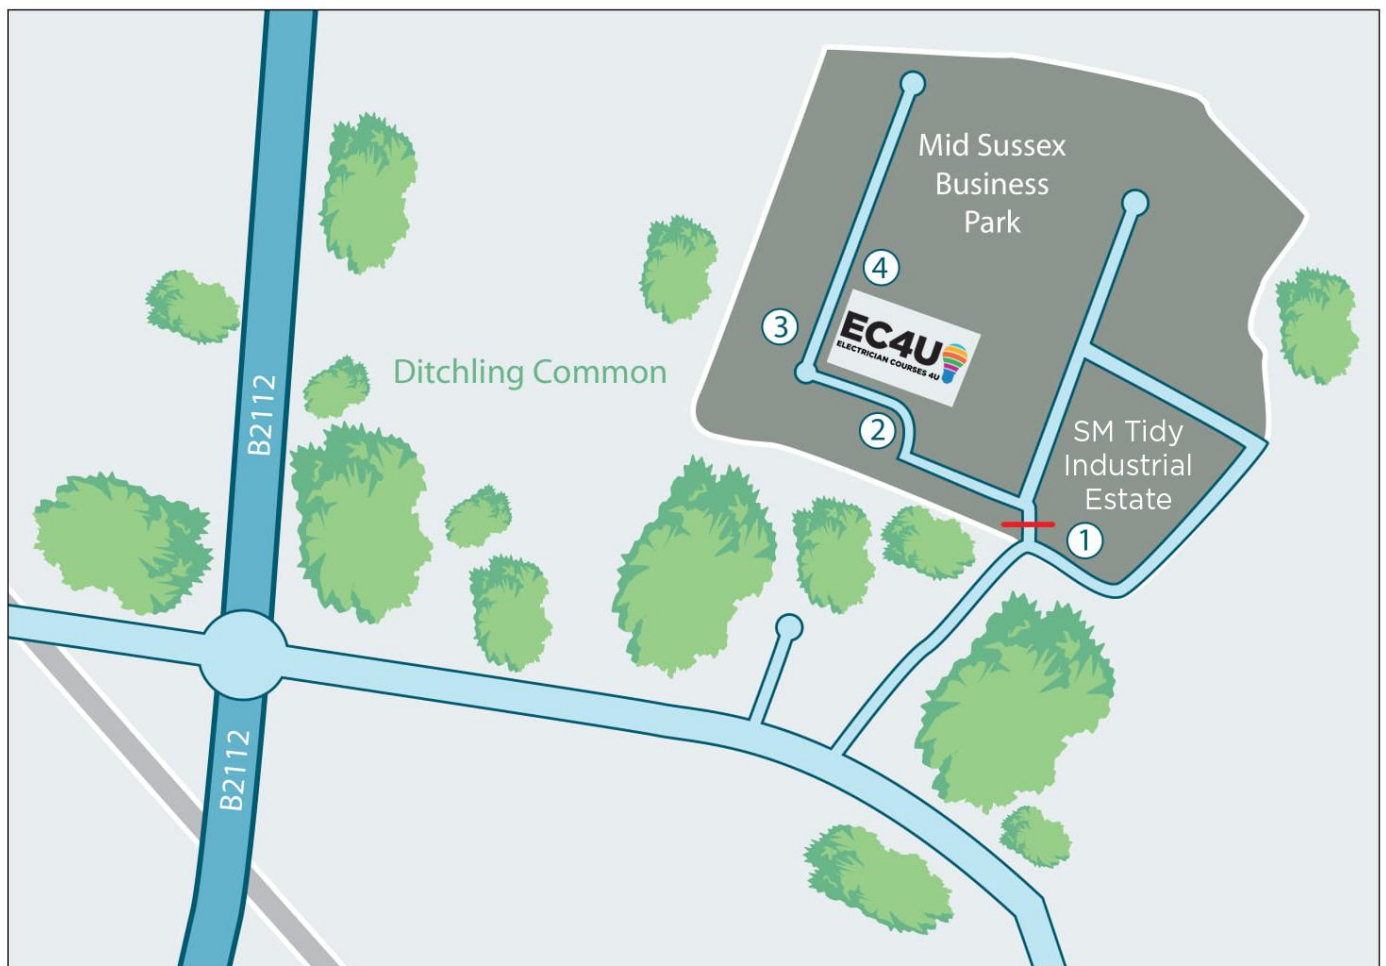 Mid Sussex
Business
Park
4
3
EC4U
ELECTRICIAN COURSES 4U
Ditchling Common
B2112
2
SM Tidy
Industrial
Estate
1
B2112